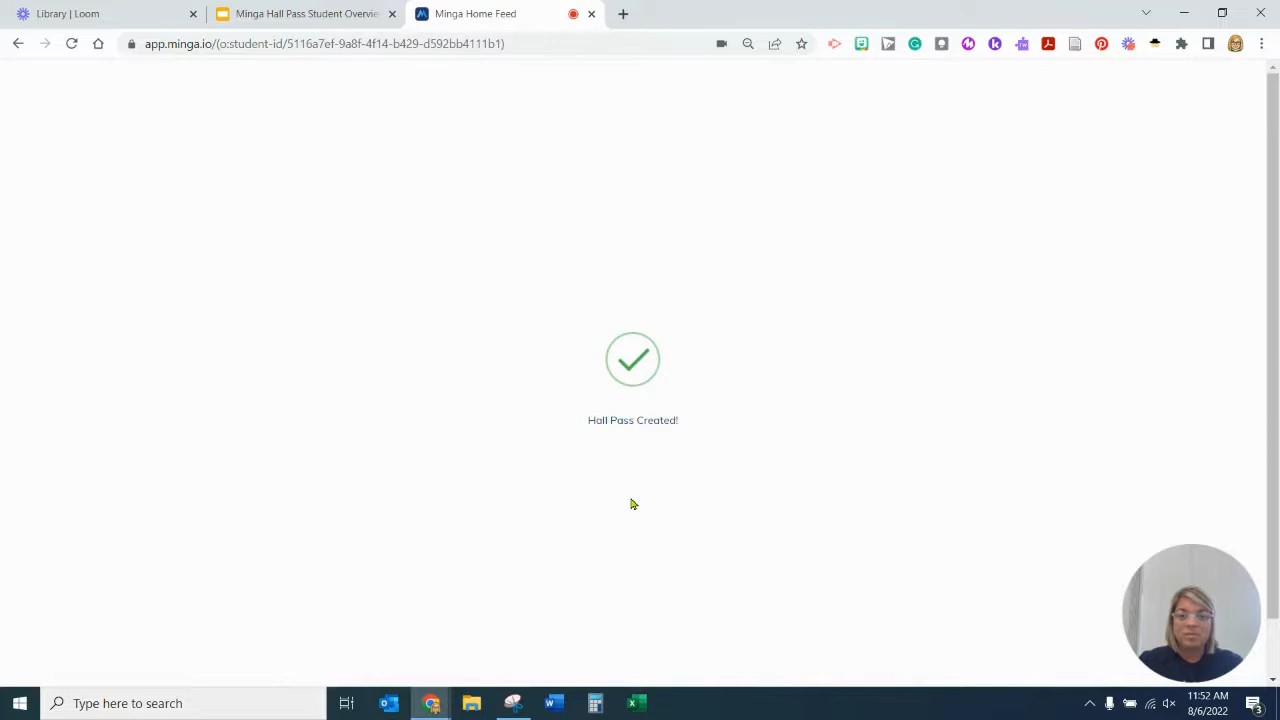 Library | Loom
Minga Hall Pass Student Overvie
Minga Home Feed
app.minga.io/(o:student-id/5116a7ef-9a8f-4f14-b429-d592bb4111b1)
Hall Pass Created!
Type here to search
11:52 AM
8/6/2022
3